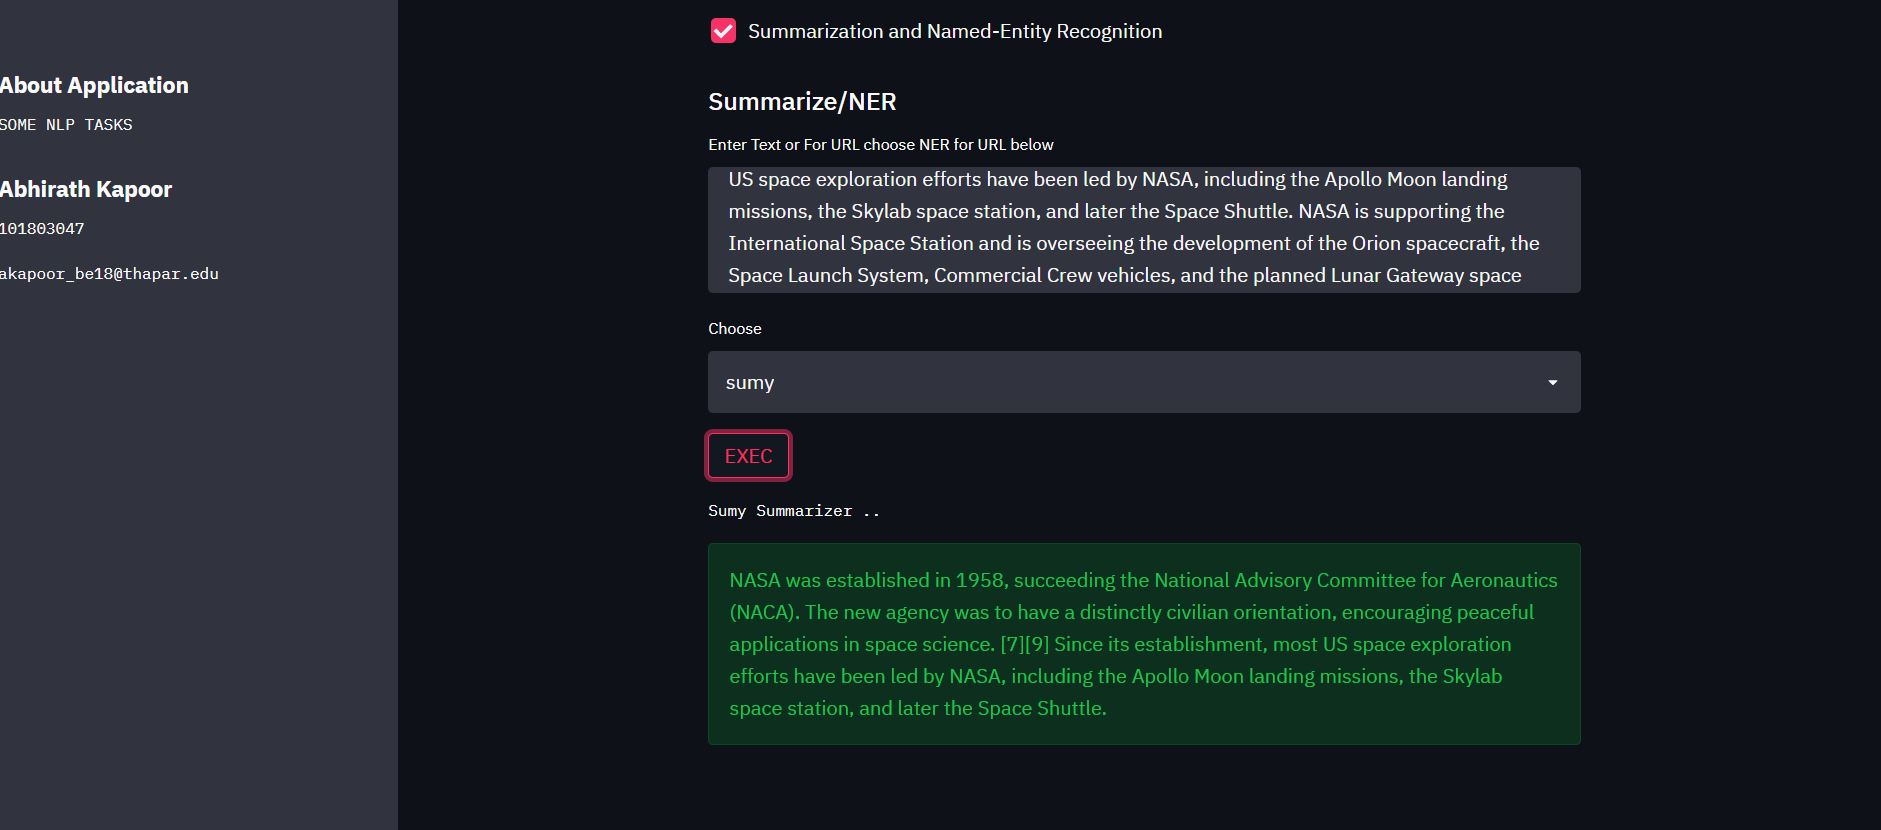 About Application
SOME NLP TASKS
Abhirath Kapoor
101803047
akapoor_be18@thapar.edu
Summarization and Named-Entity Recognition
Summarize/NER
Enter Text or For URL choose NER for URL below
US space exploration efforts have been led by NASA, including the Apollo Moon landing
missions, the Skylab space station, and later the Space Shuttle. NASA is supporting the
International Space Station and is overseeing the development of the Orion spacecraft, the
Space Launch System, Commercial Crew vehicles, and the planned Lunar Gateway space
Choose
sumy
EXEC
Sumy Summarizer ..
NASA was established in 1958, succeeding the National Advisory Committee for Aeronautics
(NACA). The new agency was to have a distinctly civilian orientation, encouraging peaceful
applications in space science. [7][9] Since its establishment, most US space exploration
efforts have been led by NASA, including the Apollo Moon landing missions, the Skylab
space station, and later the Space Shuttle.